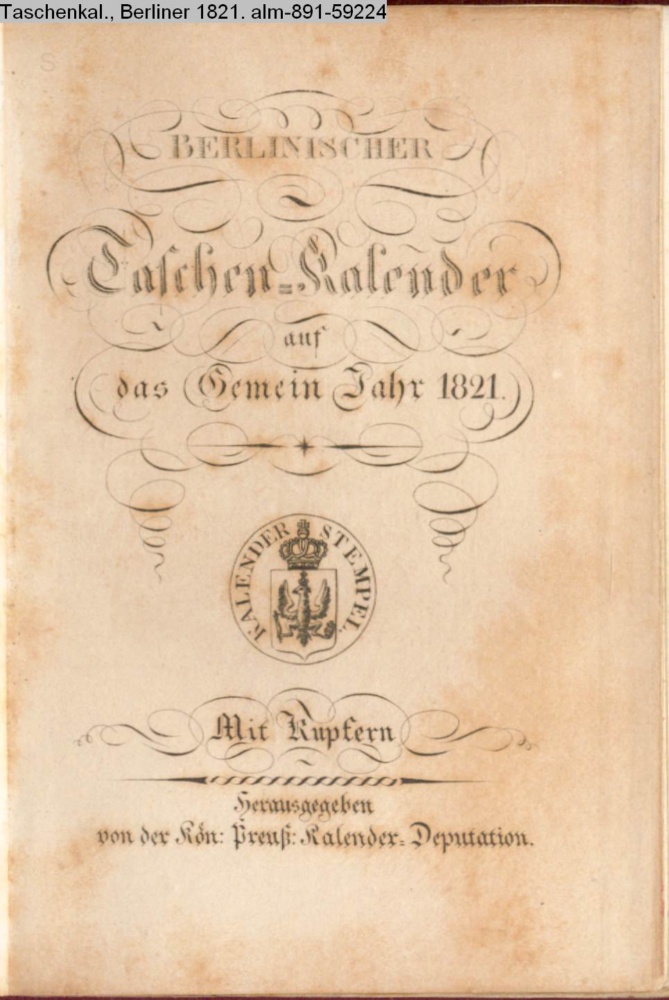 Taschenkal., Berliner 1821. alm-891-59224
BERLINISCHER
Taschen=Kalender
auf
das Gemein Jahr 1821.
KALENDER STEMPEL
Mit Kupfern
Herausgegeben
von der Kön: Preuß: Kalender=Deputation.